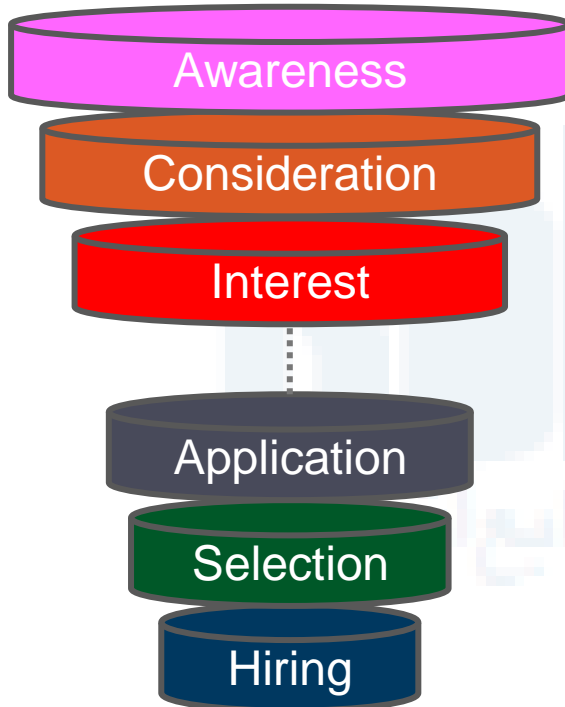 Awareness
Consideration
Interest
Application
Selection
Hiring